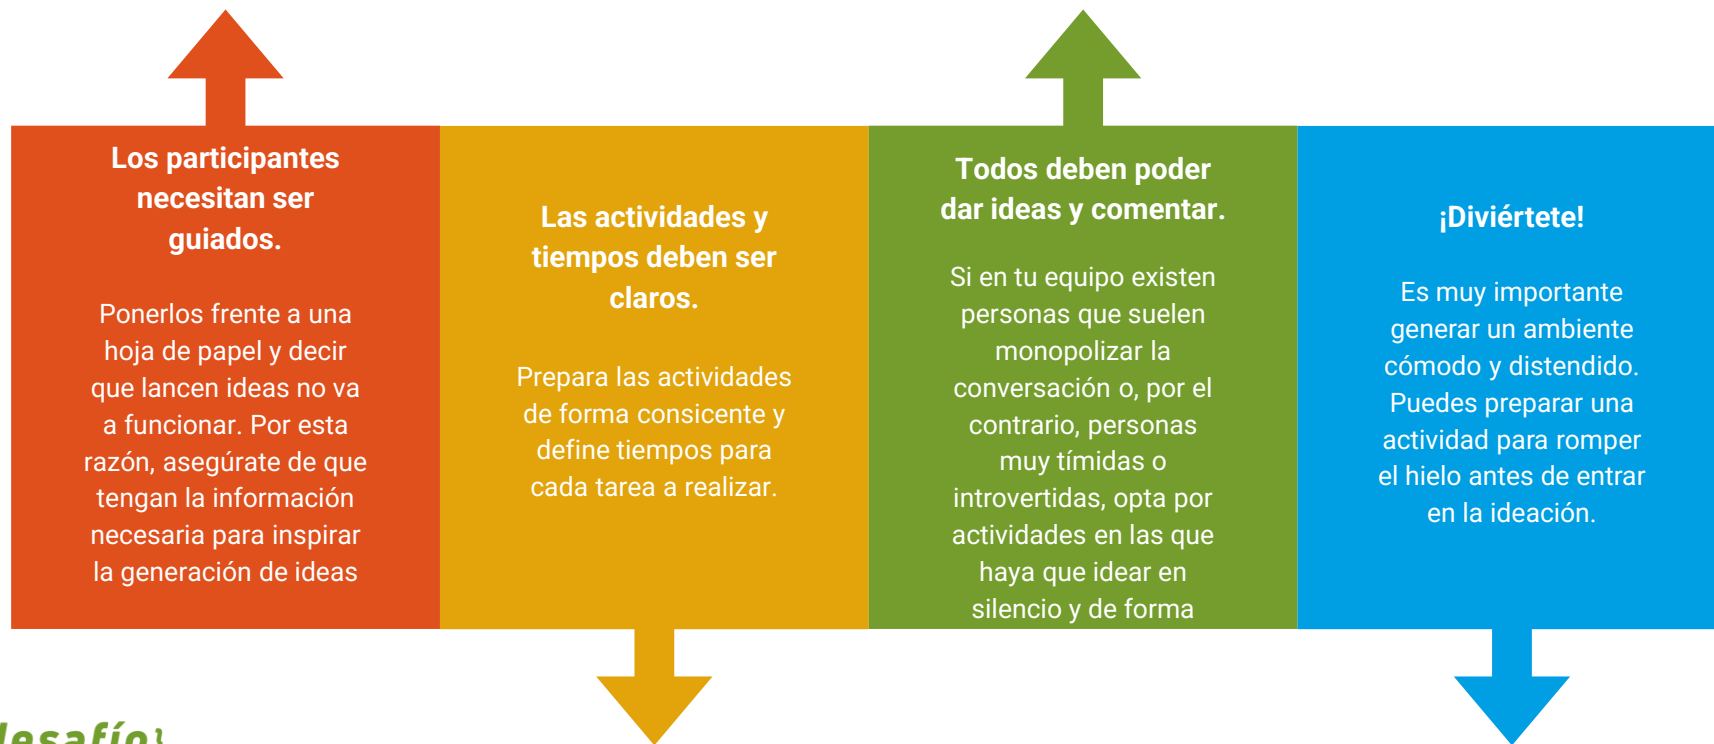 Los participantes
necesitan ser
guiados.
Ponerlos frente a una
hoja de papel y decir
que lancen ideas no va
a funcionar. Por esta
razón, asegúrate de que
tengan la información
necesaria para inspirar
la generación de ideas
Las actividades y
tiempos deben ser
claros.
Prepara las actividades
de forma consicente y
define tiempos para
cada tarea a realizar.
Todos deben poder
dar ideas y comentar.
Si en tu equipo existen
personas que suelen
monopolizar la
conversación o, por el
contrario, personas
muy tímidas o
introvertidas, opta por
actividades en las que
haya que idear en
silencio y de forma
¡Diviértete!
Es muy importante
generar un ambiente
cómodo y distendido.
Puedes preparar una
actividad para romper
el hielo antes de entrar
en la ideación.